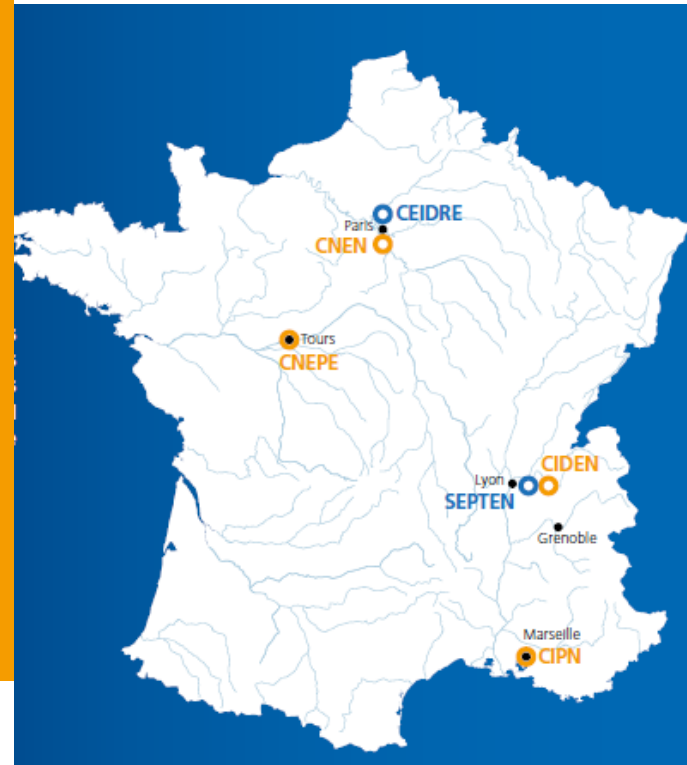 CEIDRE
Paris
CNEN
Tours
CNEPE
CIDEN
Lyon
SEPTEN
Grenoble
Marseille
CIPN